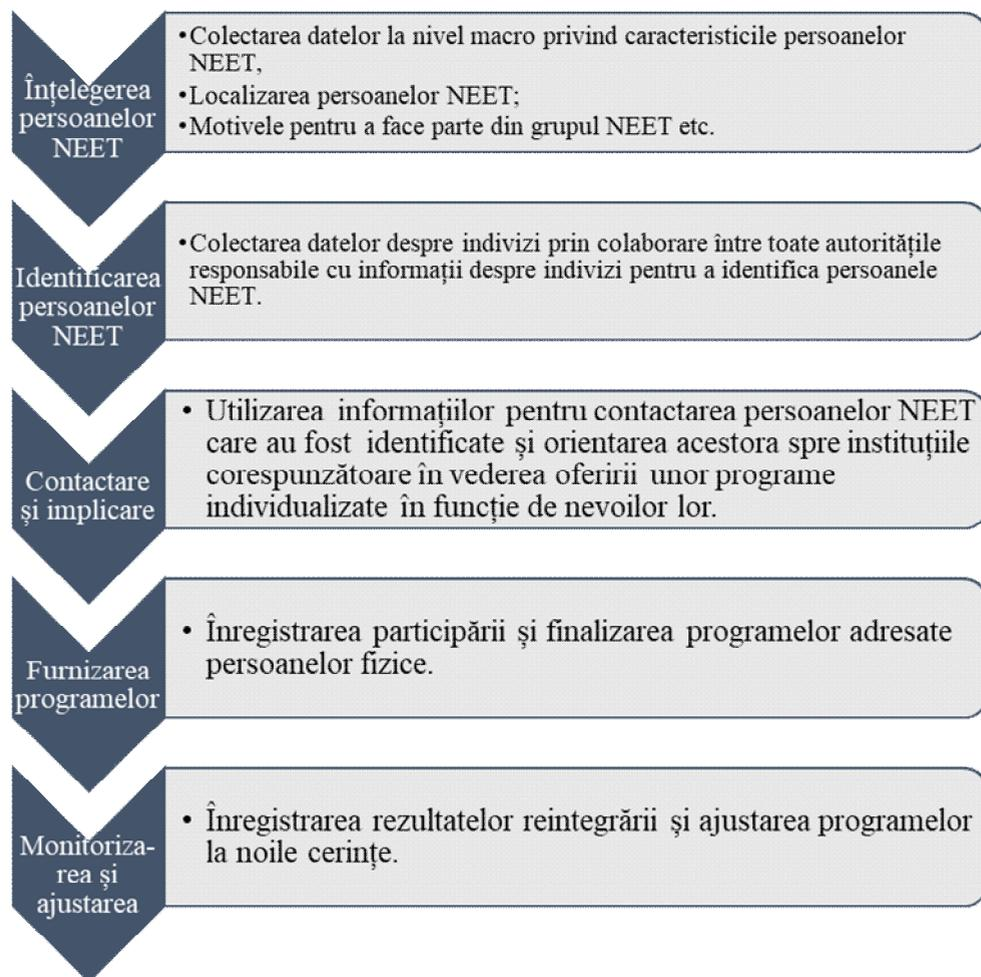 Înțelegerea
persoanelor
NEET
•Colectarea datelor la nivel macro privind caracteristicile persoanelor
NEET,
•Localizarea persoanelor NEET;
•Motivele pentru a face parte din grupul NEET etc.
Identificarea
persoanelor
NEET
•Colectarea datelor despre indivizi prin colaborare între toate autoritățile
responsabile cu informații despre indivizi pentru a identifica persoanele
NEET.
Contactare
și implicare
• Utilizarea informațiilor pentru contactarea persoanelor NEET
care au fost identificate și orientarea acestora spre instituțiile
corespunzătoare în vederea oferirii unor programe
individualizate în funcție de nevoilor lor.
Furnizarea
programelor
• Înregistrarea participării și finalizarea programelor adresate
persoanelor fizice.
Monitoriza-
rea și
ajustarea
• Înregistrarea rezultatelor reintegrării și ajustarea programelor
la noile cerințe.